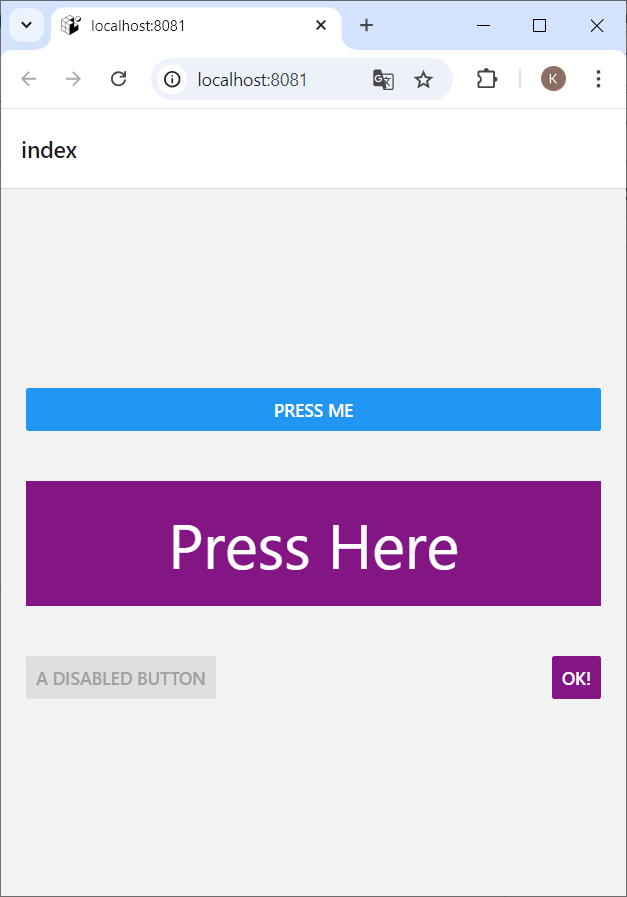 localhost:8081
localhost:8081
K
index
PRESS ME
Press Here
A DISABLED BUTTON
OK!